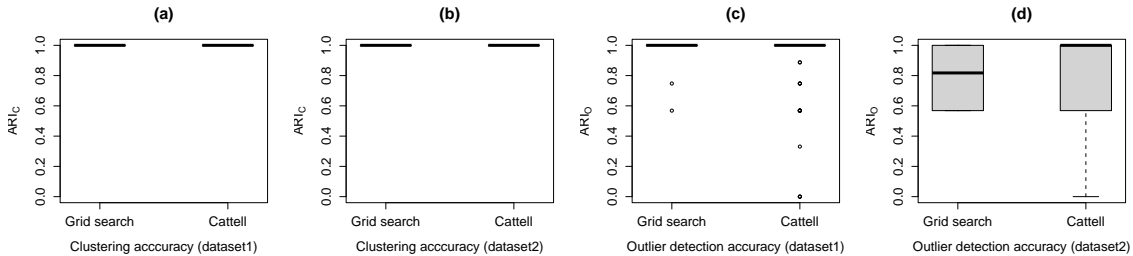 (a)
ARI_C
0.0 0.2 0.4 0.6 0.8 1.0
Grid search Cattell
Clustering acccuracy (dataset1)
(b)
ARI_C
0.0 0.2 0.4 0.6 0.8 1.0
Grid search Cattell
Clustering acccuracy (dataset2)
(c)
ARI_O
0.0 0.2 0.4 0.6 0.8 1.0
Grid search Cattell
Outlier detection accuracy (dataset1)
(d)
ARI_O
0.0 0.2 0.4 0.6 0.8 1.0
Grid search Cattell
Outlier detection accuracy (dataset2)